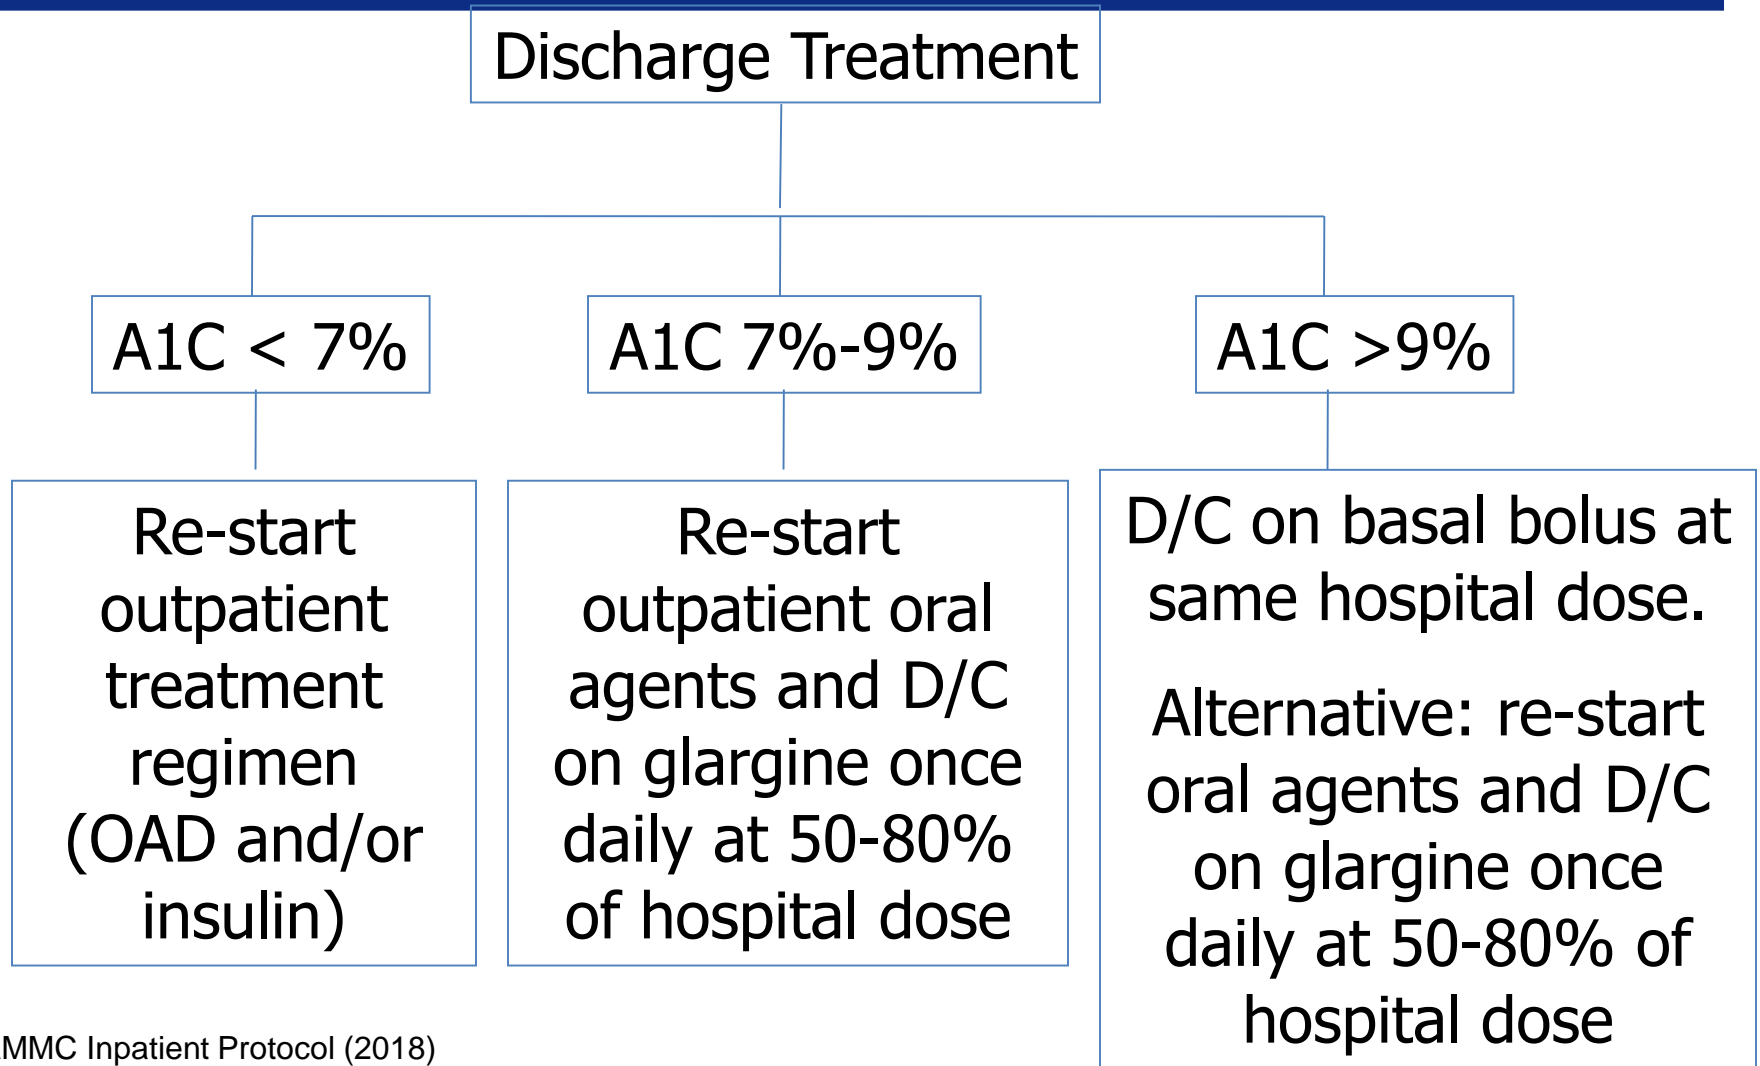 Discharge Treatment
A1C < 7%
A1C 7%-9%
A1C >9%
Re-start
outpatient
treatment
regimen
(OAD and/or
insulin)
Re-start
outpatient oral
agents and D/C
on glargine once
daily at 50-80%
of hospital dose
D/C on basal bolus at
same hospital dose.
Alternative: re-start
oral agents and D/C
on glargine once
daily at 50-80% of
hospital dose
MMC Inpatient Protocol (2018)